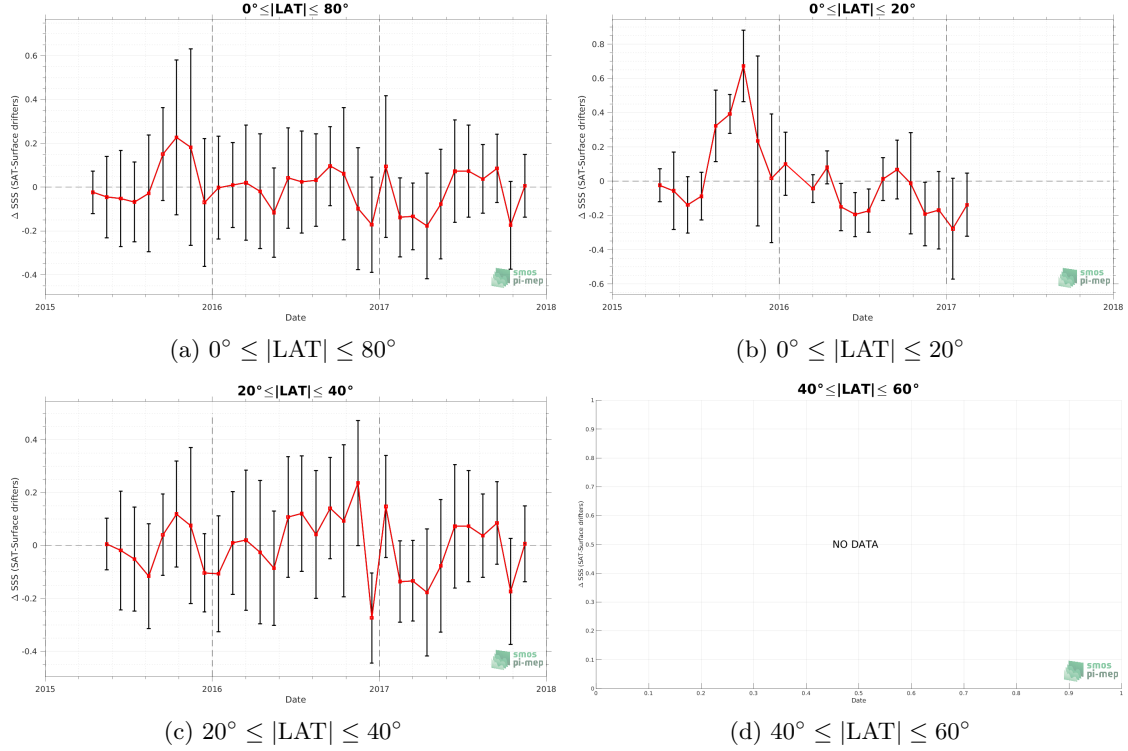 0°≤|LAT|≤ 80°
Δ SSS (SAT-Surface drifters)
0.6
0.4
0.2
0
-0.2
-0.4
2015
2016
2017
2018
Date
smos
pi-mep
(a) 0° ≤ |LAT| ≤ 80°
0°≤|LAT|≤ 20°
Δ SSS (SAT-Surface drifters)
0.8
0.6
0.4
0.2
0
-0.2
-0.4
-0.6
2015
2016
2017
2018
Date
smos
pi-mep
(b) 0° ≤ |LAT| ≤ 20°
20°≤|LAT|≤ 40°
Δ SSS (SAT-Surface drifters)
0.4
0.2
0
-0.2
-0.4
2015
2016
2017
2018
Date
smos
pi-mep
(c) 20° ≤ |LAT| ≤ 40°
40°≤|LAT|≤ 60°
Δ SSS (SAT-Surface drifters)
1
0.9
0.8
0.7
0.6
0.5
0.4
0.3
0.2
0.1
0
NO DATA
0
0.1
0.2
0.3
0.4
0.5
0.6
0.7
0.8
0.9
1
Date
smos
pi-mep
(d) 40° ≤ |LAT| ≤ 60°